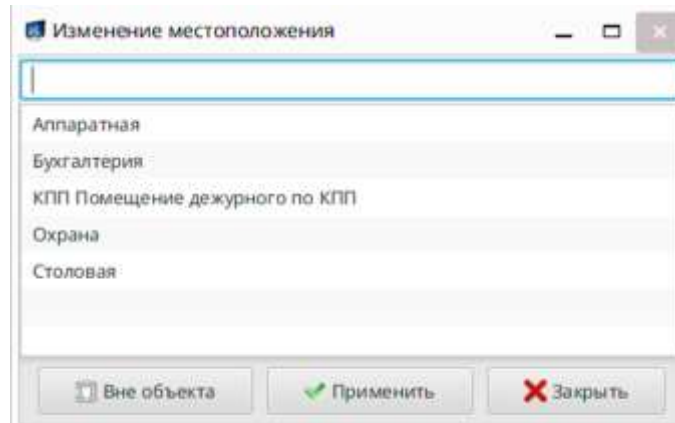 Изменение местоположения
Аппаратная
Бухгалтерия
КПП Помещение дежурного по КПП
Охрана
Столовая
Вне объекта Применить Закрыть